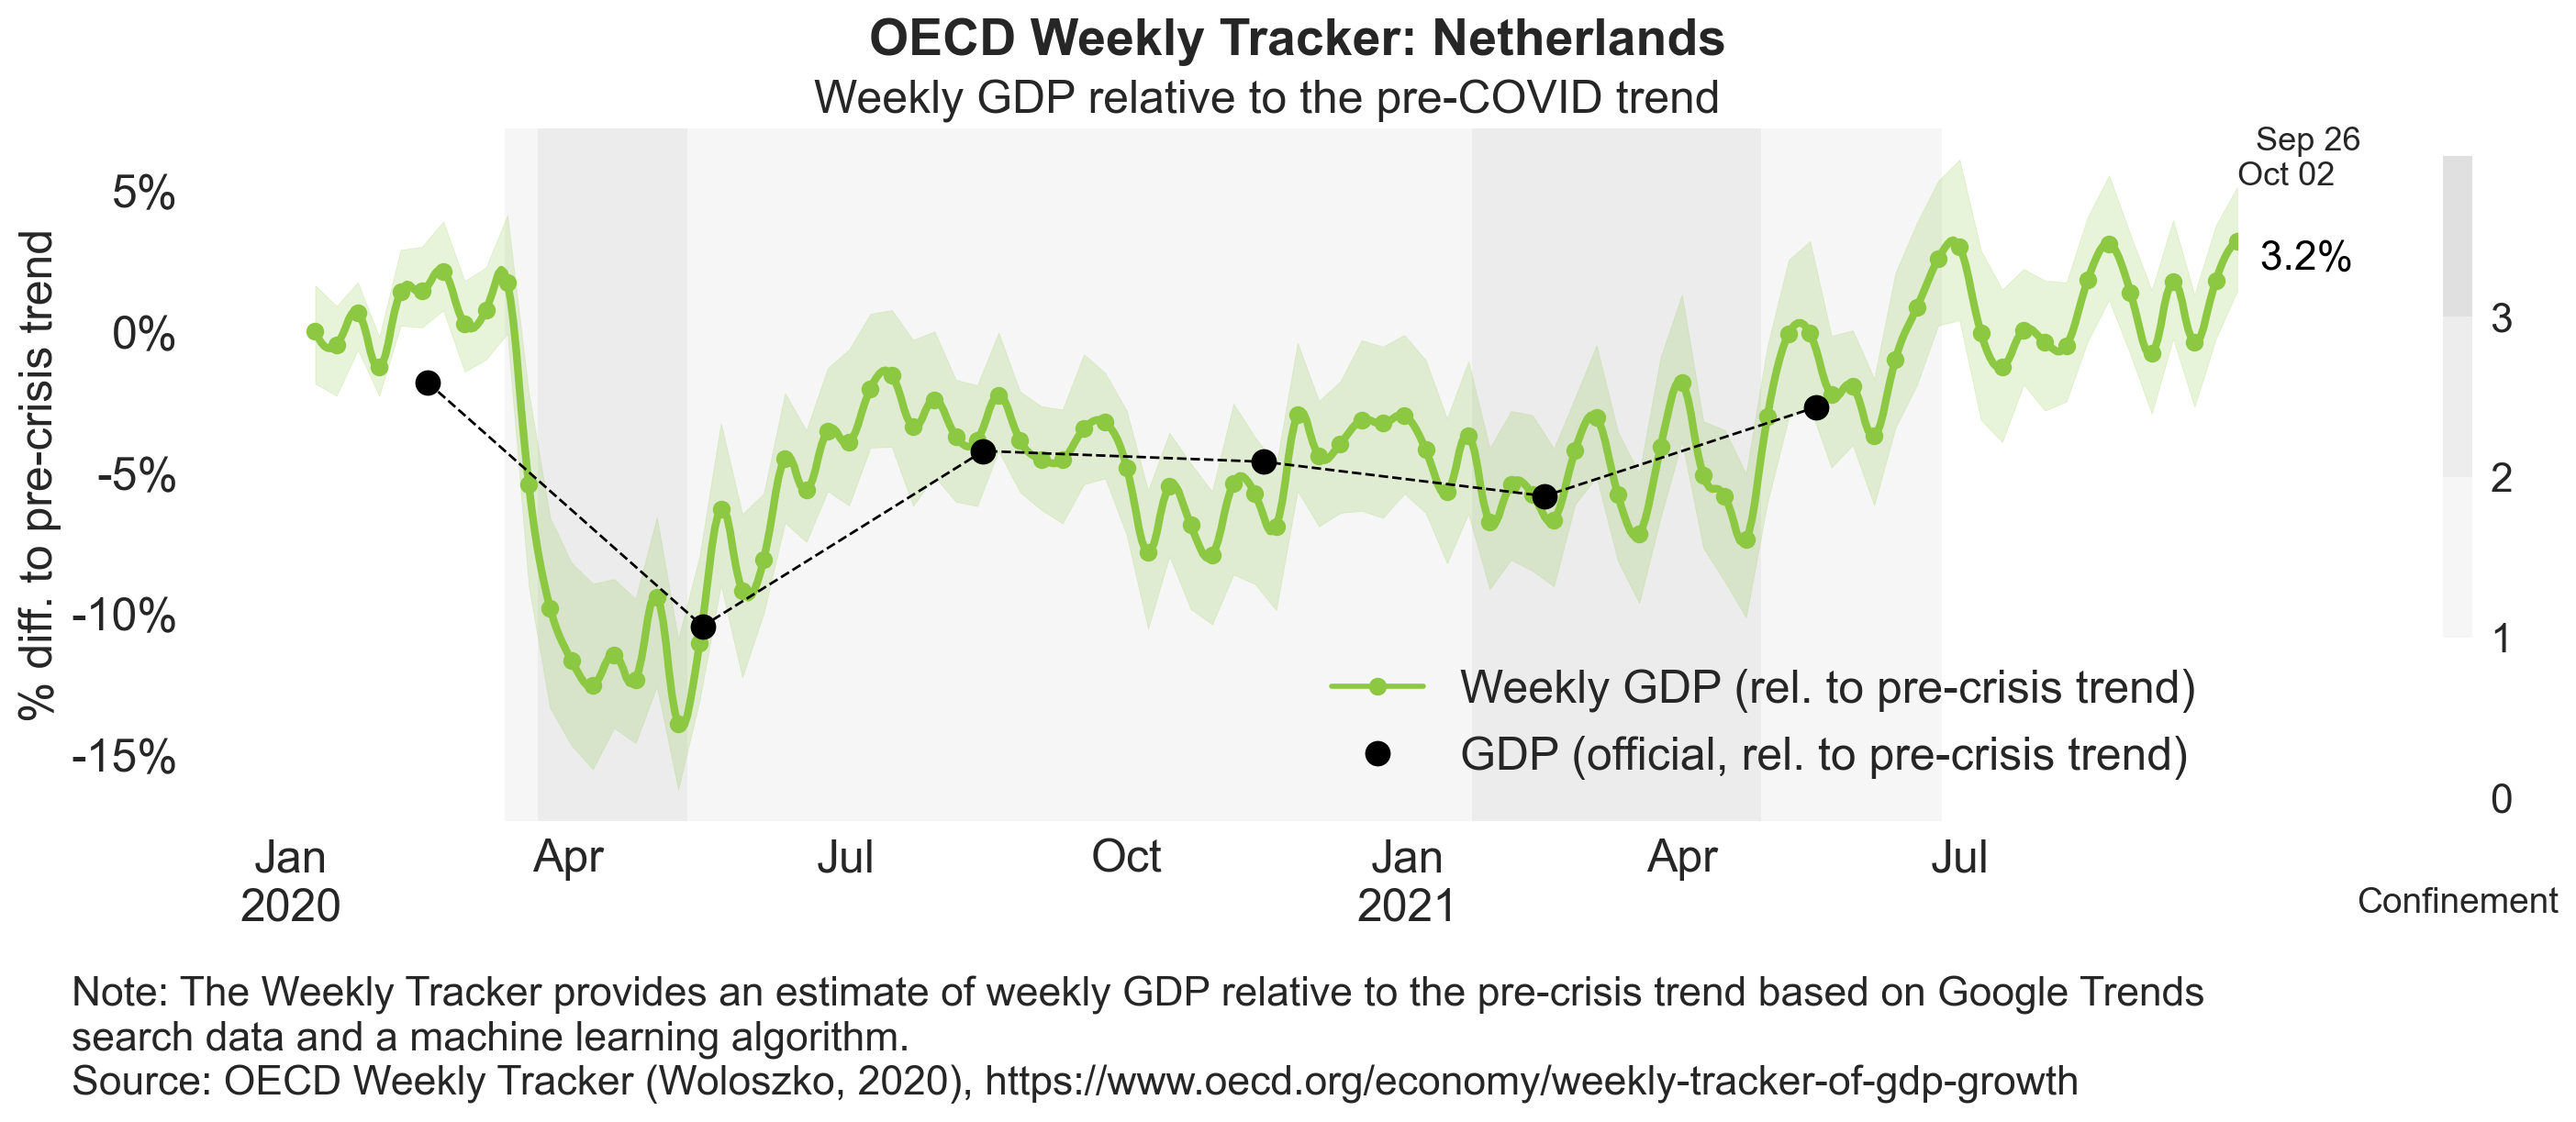 OECD Weekly Tracker: Netherlands
Weekly GDP relative to the pre-COVID trend
% diff. to pre-crisis trend
5%
0%
-5%
-10%
-15%
Sep 26
Oct 02
3.2%
3
2
1
0
Weekly GDP (rel. to pre-crisis trend)
GDP (official, rel. to pre-crisis trend)
Jan Apr Jul Oct Jan Apr Jul
2020 2021
Confinement
Note: The Weekly Tracker provides an estimate of weekly GDP relative to the pre-crisis trend based on Google Trends
search data and a machine learning algorithm.
Source: OECD Weekly Tracker (Woloszko, 2020), https://www.oecd.org/economy/weekly-tracker-of-gdp-growth